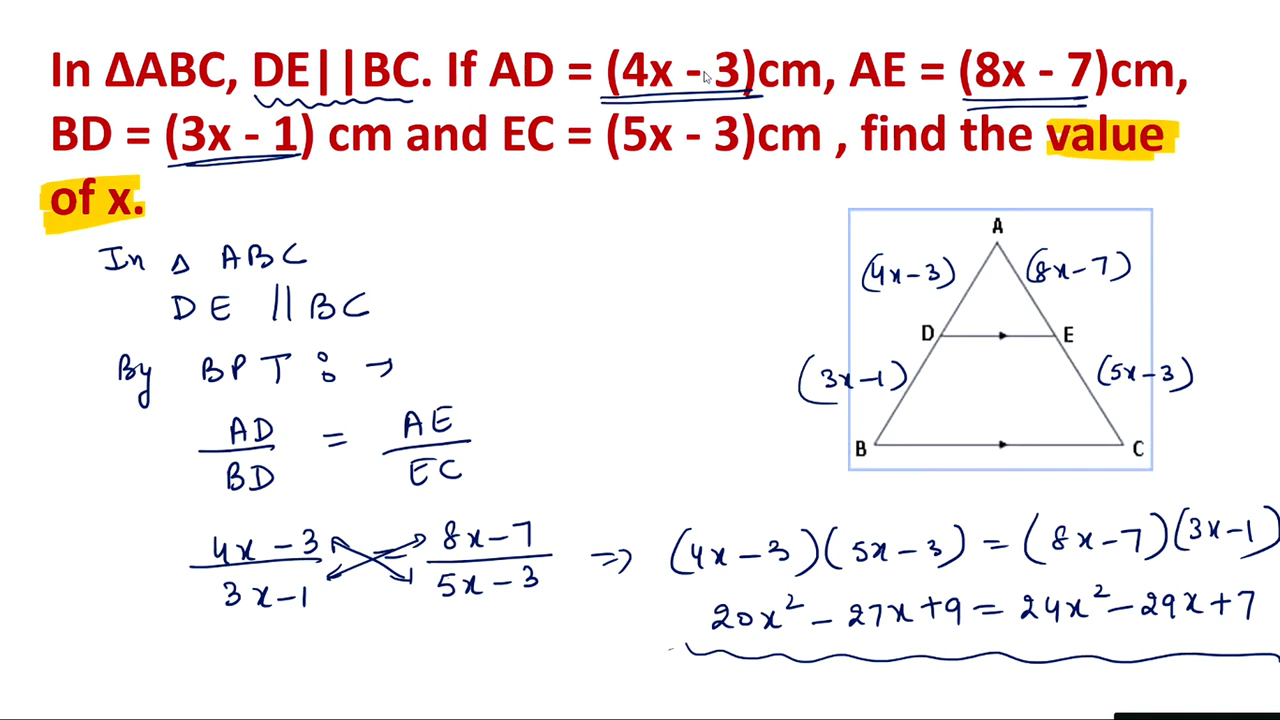 In ΔABC, DE||BC. If AD = (4x - 3)cm, AE = (8x - 7)cm,
BD = (3x - 1) cm and EC = (5x - 3)cm , find the value
of x.
In Δ ABC
DE || BC
By BPT : →
AD/BD = AE/EC
4x - 3/3x - 1 = 8x - 7/5x - 3 ⇒ (4x - 3)(5x - 3) = (8x - 7)(3x - 1)
20x² - 27x + 9 = 24x² - 29x + 7
A
(4x - 3) (8x - 7)
D E
(3x - 1) (5x - 3)
B C